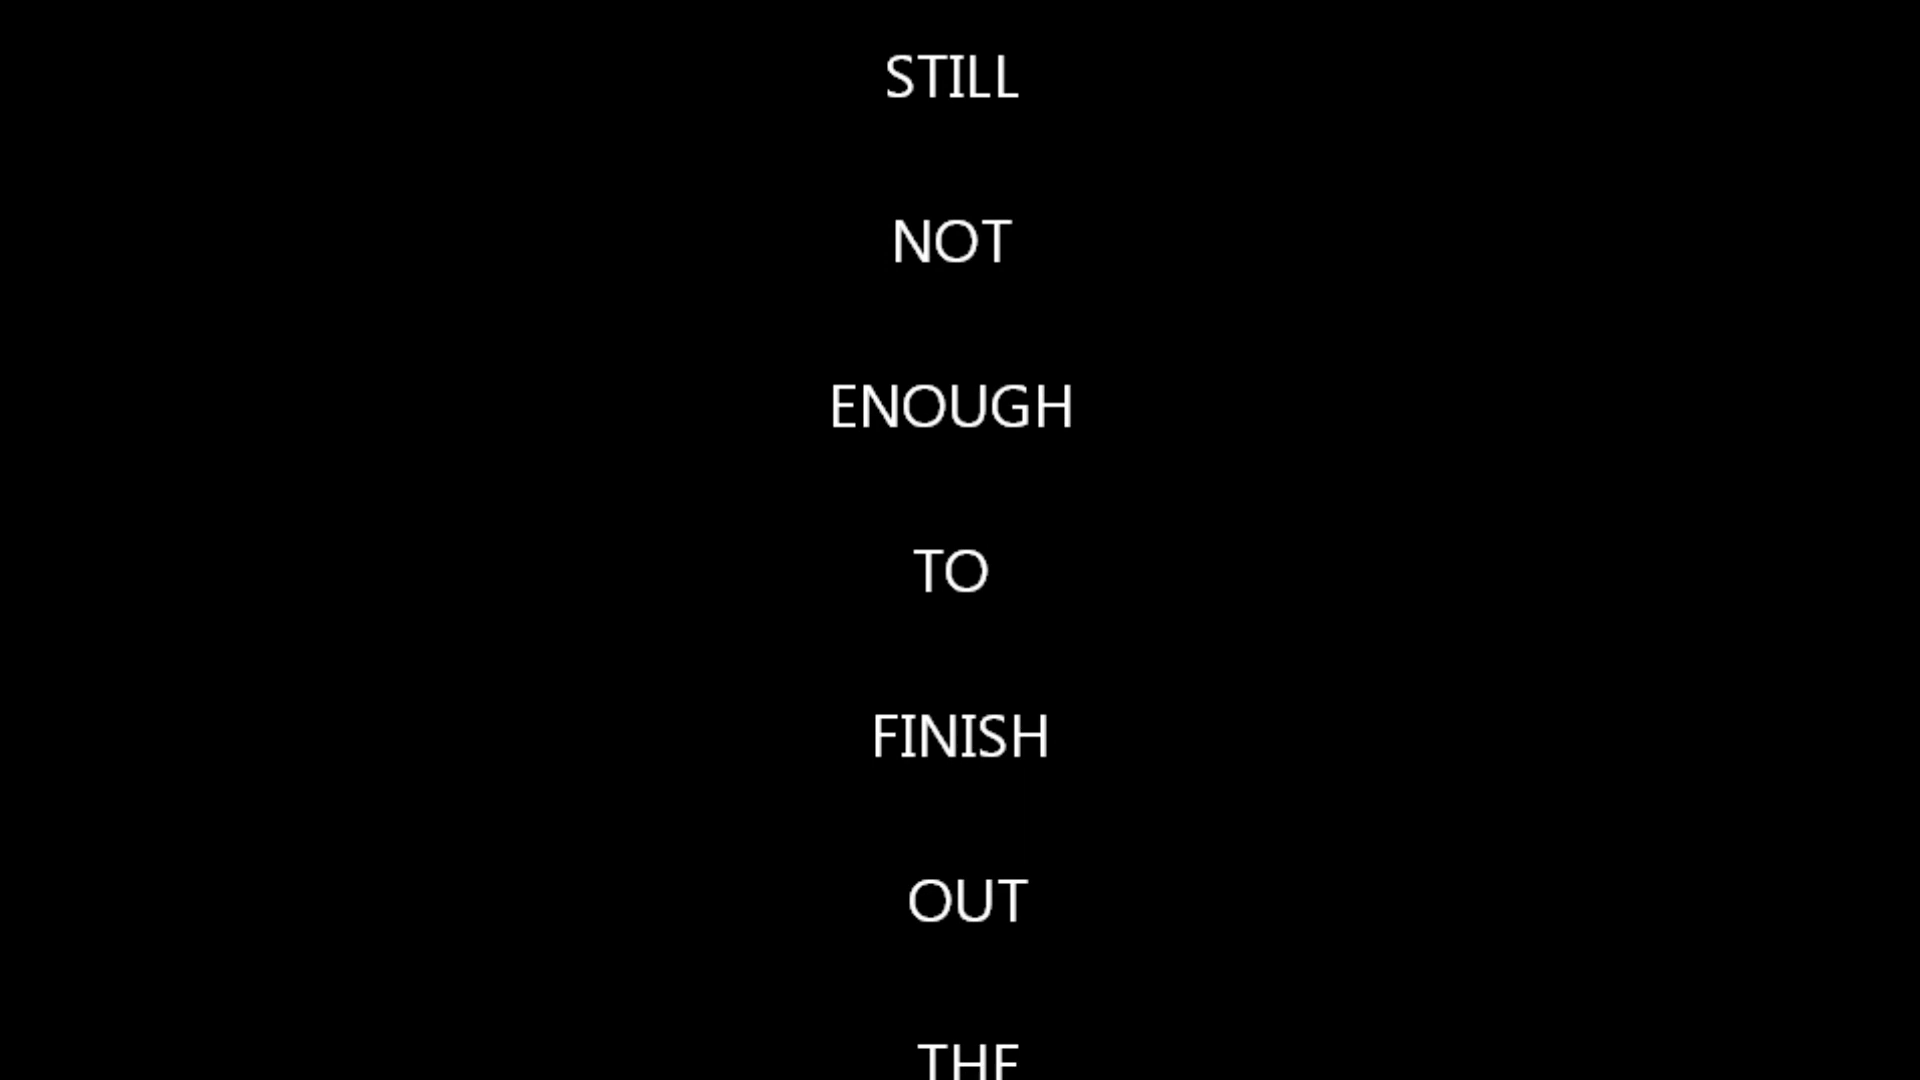 STILL
NOT
ENOUGH
TO
FINISH
OUT
THE